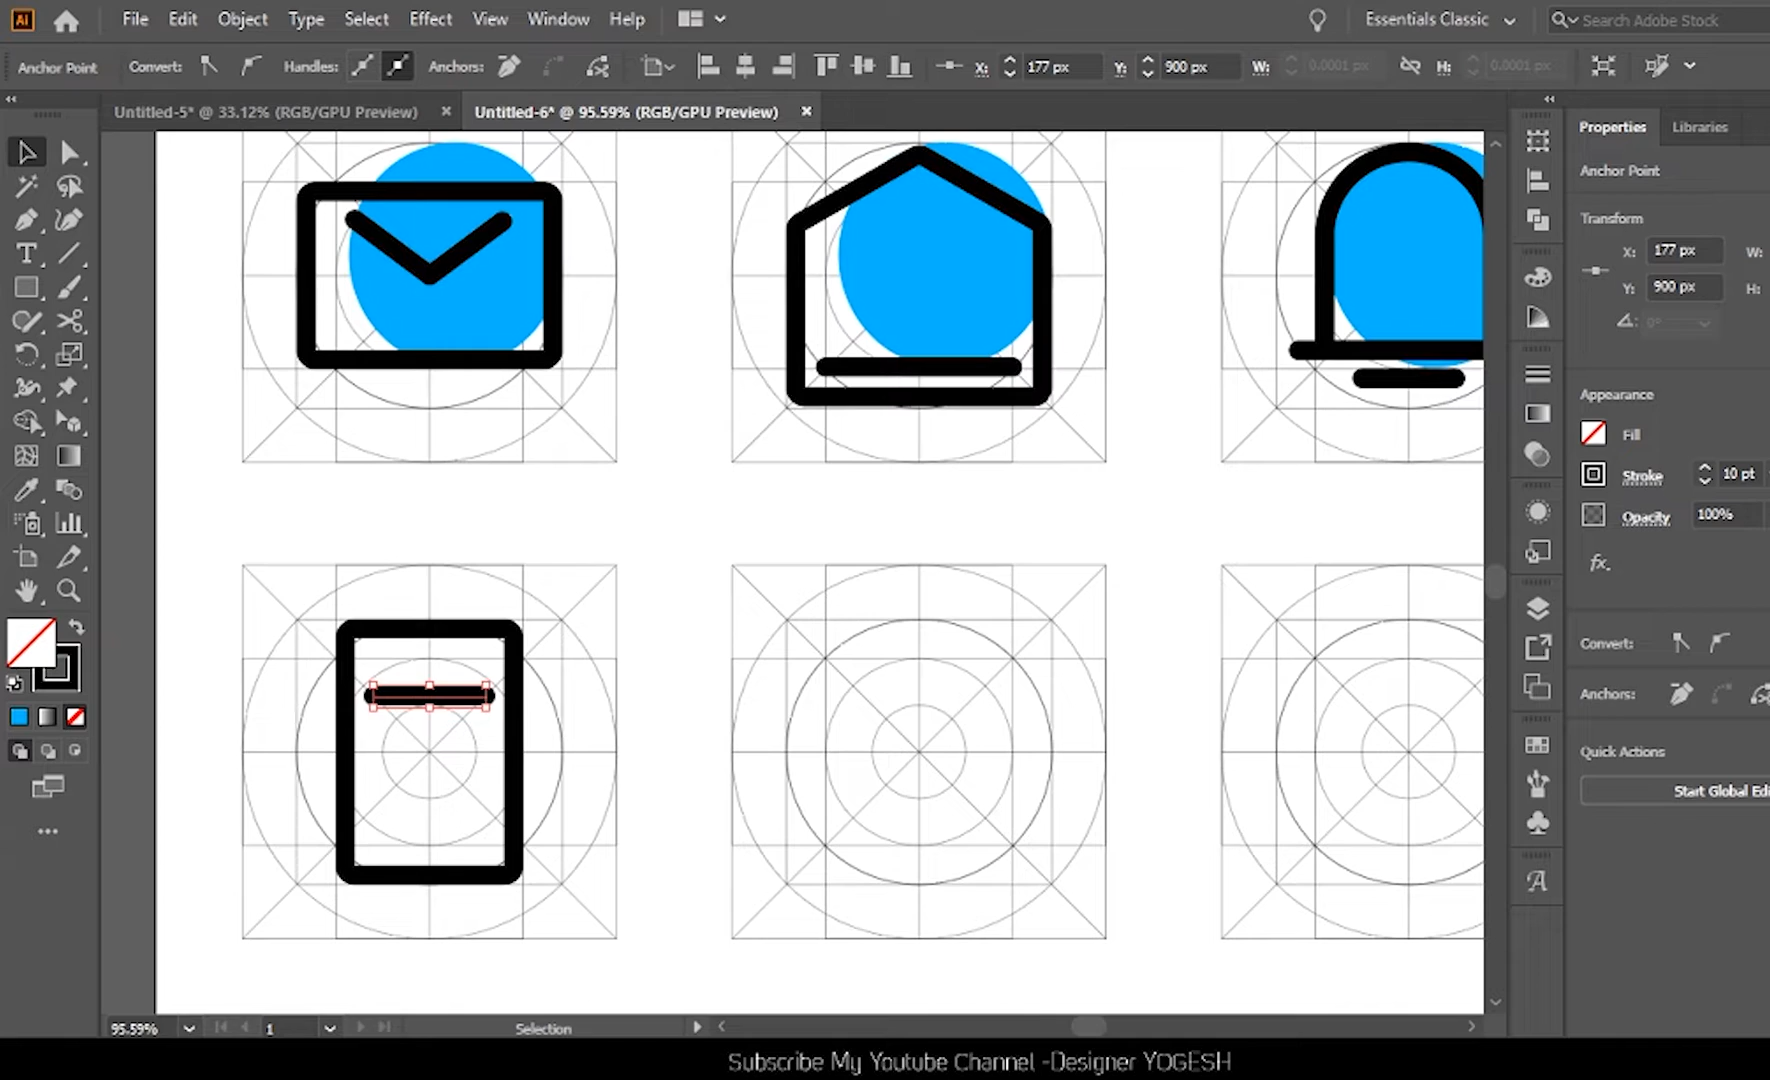 Ai File Edit Object Type Select Effect View Window Help Essentials Classic Search Adobe Stock
Anchor Point Convert: Handles: Anchors: X: 177 px Y: 900 px W: 0.0001 px H: 0.0001 px
Untitled-5* @ 33.12% (RGB/GPU Preview) × Untitled-6* @ 95.59% (RGB/GPU Preview) ×
Properties Libraries
Anchor Point
Transform
X: 177 px W:
Y: 900 px H:
0°
Appearance
Fill
Stroke 10 pt
Opacity 100%
fx.
Convert:
Anchors:
Quick Actions
Start Global Edi
95.59% 1 Selection
Subscribe My Youtube Channel -Designer YOGESH